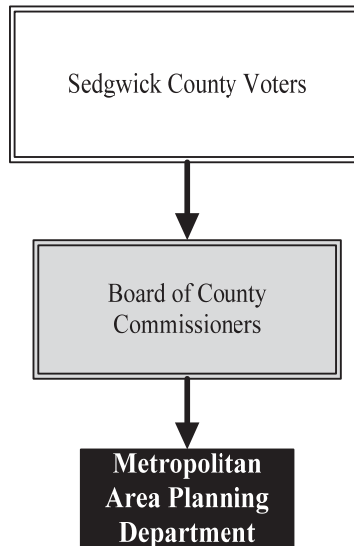 Sedgwick County Voters
Board of County
Commissioners
Metropolitan
Area Planning
Department